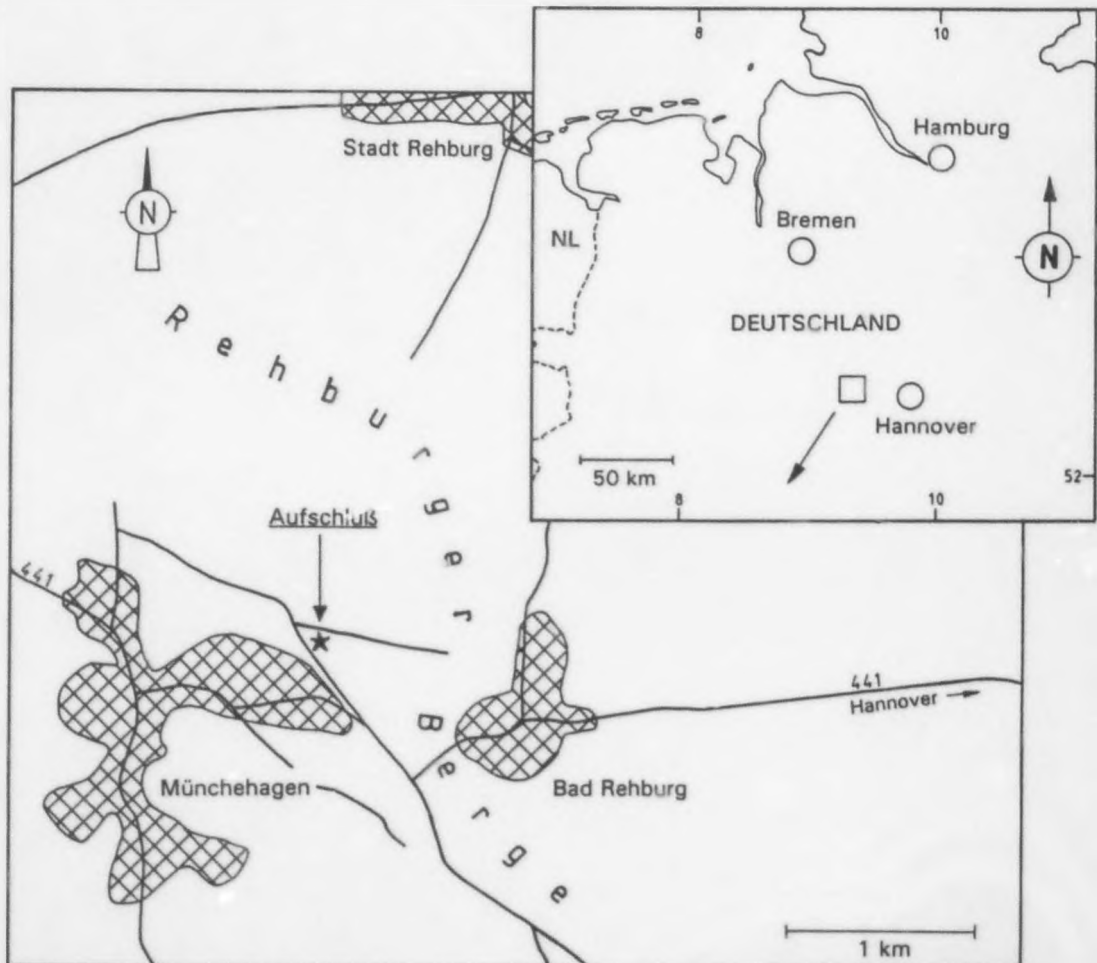 8
10
Hamburg
Bremen
NL
N
DEUTSCHLAND
Hannover
50 km
52
8
10
Stadt Rehburg
N
Rehburger Berge
Aufschluß
441
441
Hannover
Münchehagen
Bad Rehburg
1 km